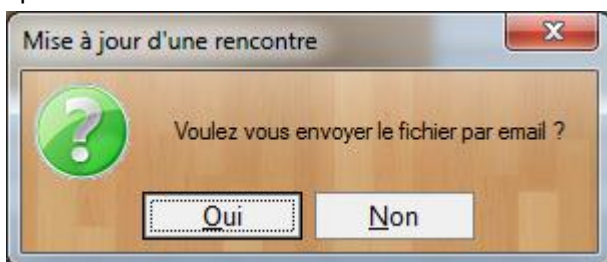 Mise à jour d'une rencontre
Voulez vous envoyer le fichier par email ?
Oui
Non